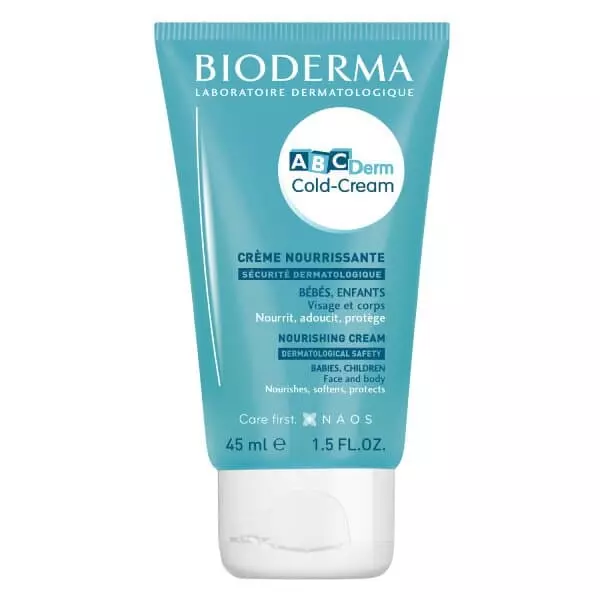 BIODERMA
LABORATOIRE DERMATOLOGIQUE
ABCDerm
Cold-Cream
CRÈME NOURRISSANTE
SÉCURITÉ DERMATOLOGIQUE
BÉBÉS, ENFANTS
Visage et corps
Nourrit, adoucit, protège
NOURISHING CREAM
DERMATOLOGICAL SAFETY
BABIES, CHILDREN
Face and body
Nourishes, softens, protects
Care first. NAOS
45 ml e 1.5 FL.OZ.